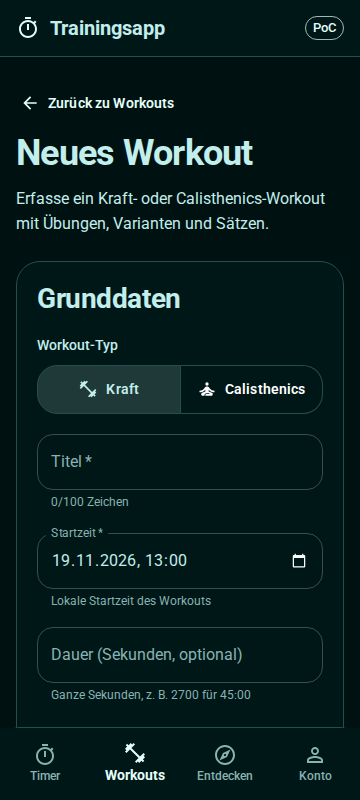 Trainingsapp
PoC
Zurück zu Workouts
Neues Workout
Erfasse ein Kraft- oder Calisthenics-Workout
mit Übungen, Varianten und Sätzen.
Grunddaten
Workout-Typ
Kraft
Calisthenics
Titel *
0/100 Zeichen
Startzeit *
19.11.2026, 13:00
Lokale Startzeit des Workouts
Dauer (Sekunden, optional)
Ganze Sekunden, z. B. 2700 für 45:00
Timer
Workouts
Entdecken
Konto